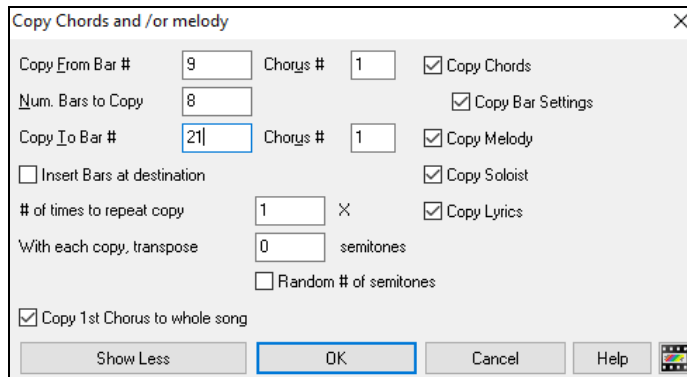 Copy Chords and /or melody
Copy From Bar # 9 Chorus # 1 Copy Chords
Num. Bars to Copy 8 Copy Bar Settings
Copy To Bar # 21 Chorus # 1 Copy Melody
Insert Bars at destination Copy Soloist
# of times to repeat copy 1 X Copy Lyrics
With each copy, transpose 0 semitones
Random # of semitones
Copy 1st Chorus to whole song
Show Less OK Cancel Help